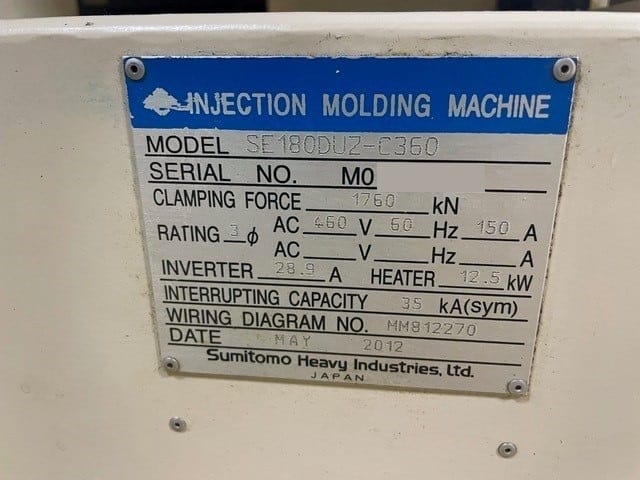 INJECTION MOLDING MACHINE
MODEL SE180DUZ-C360
SERIAL NO. M0
CLAMPING FORCE 1760 kN
RATING 3 φ AC 460 V 60 Hz 150 A
AC V Hz A
INVERTER 28.9 A HEATER 12.5 kW
INTERRUPTING CAPACITY 35 kA(sym)
WIRING DIAGRAM NO. MM812270
DATE MAY 2012
Sumitomo Heavy Industries, Ltd.
JAPAN